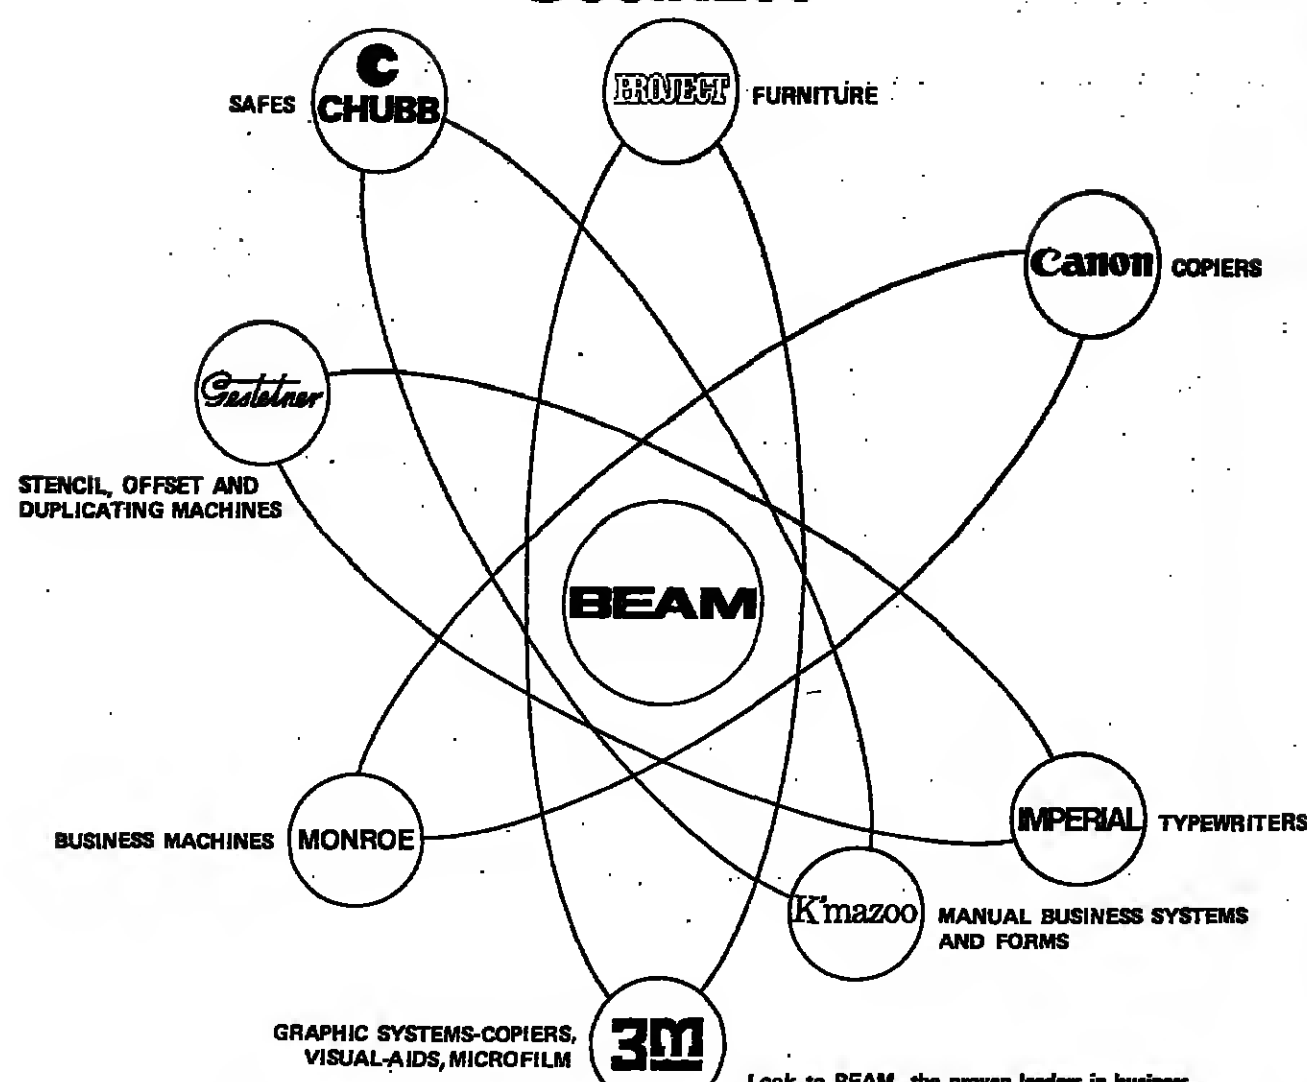 C
CHUBB
SAFES
PROJECT
FURNITURE
Canon
COPIERS
Gestetner
STENCIL, OFFSET AND
DUPLICATING MACHINES
BEAM
BUSINESS MACHINES
MONROE
IMPERIAL
TYPEWRITERS
K'mazoo
MANUAL BUSINESS SYSTEMS
AND FORMS
GRAPHIC SYSTEMS-COPIERS,
VISUAL-AIDS, MICROFILM
3m
Look to BEAM, the proven leaders in business